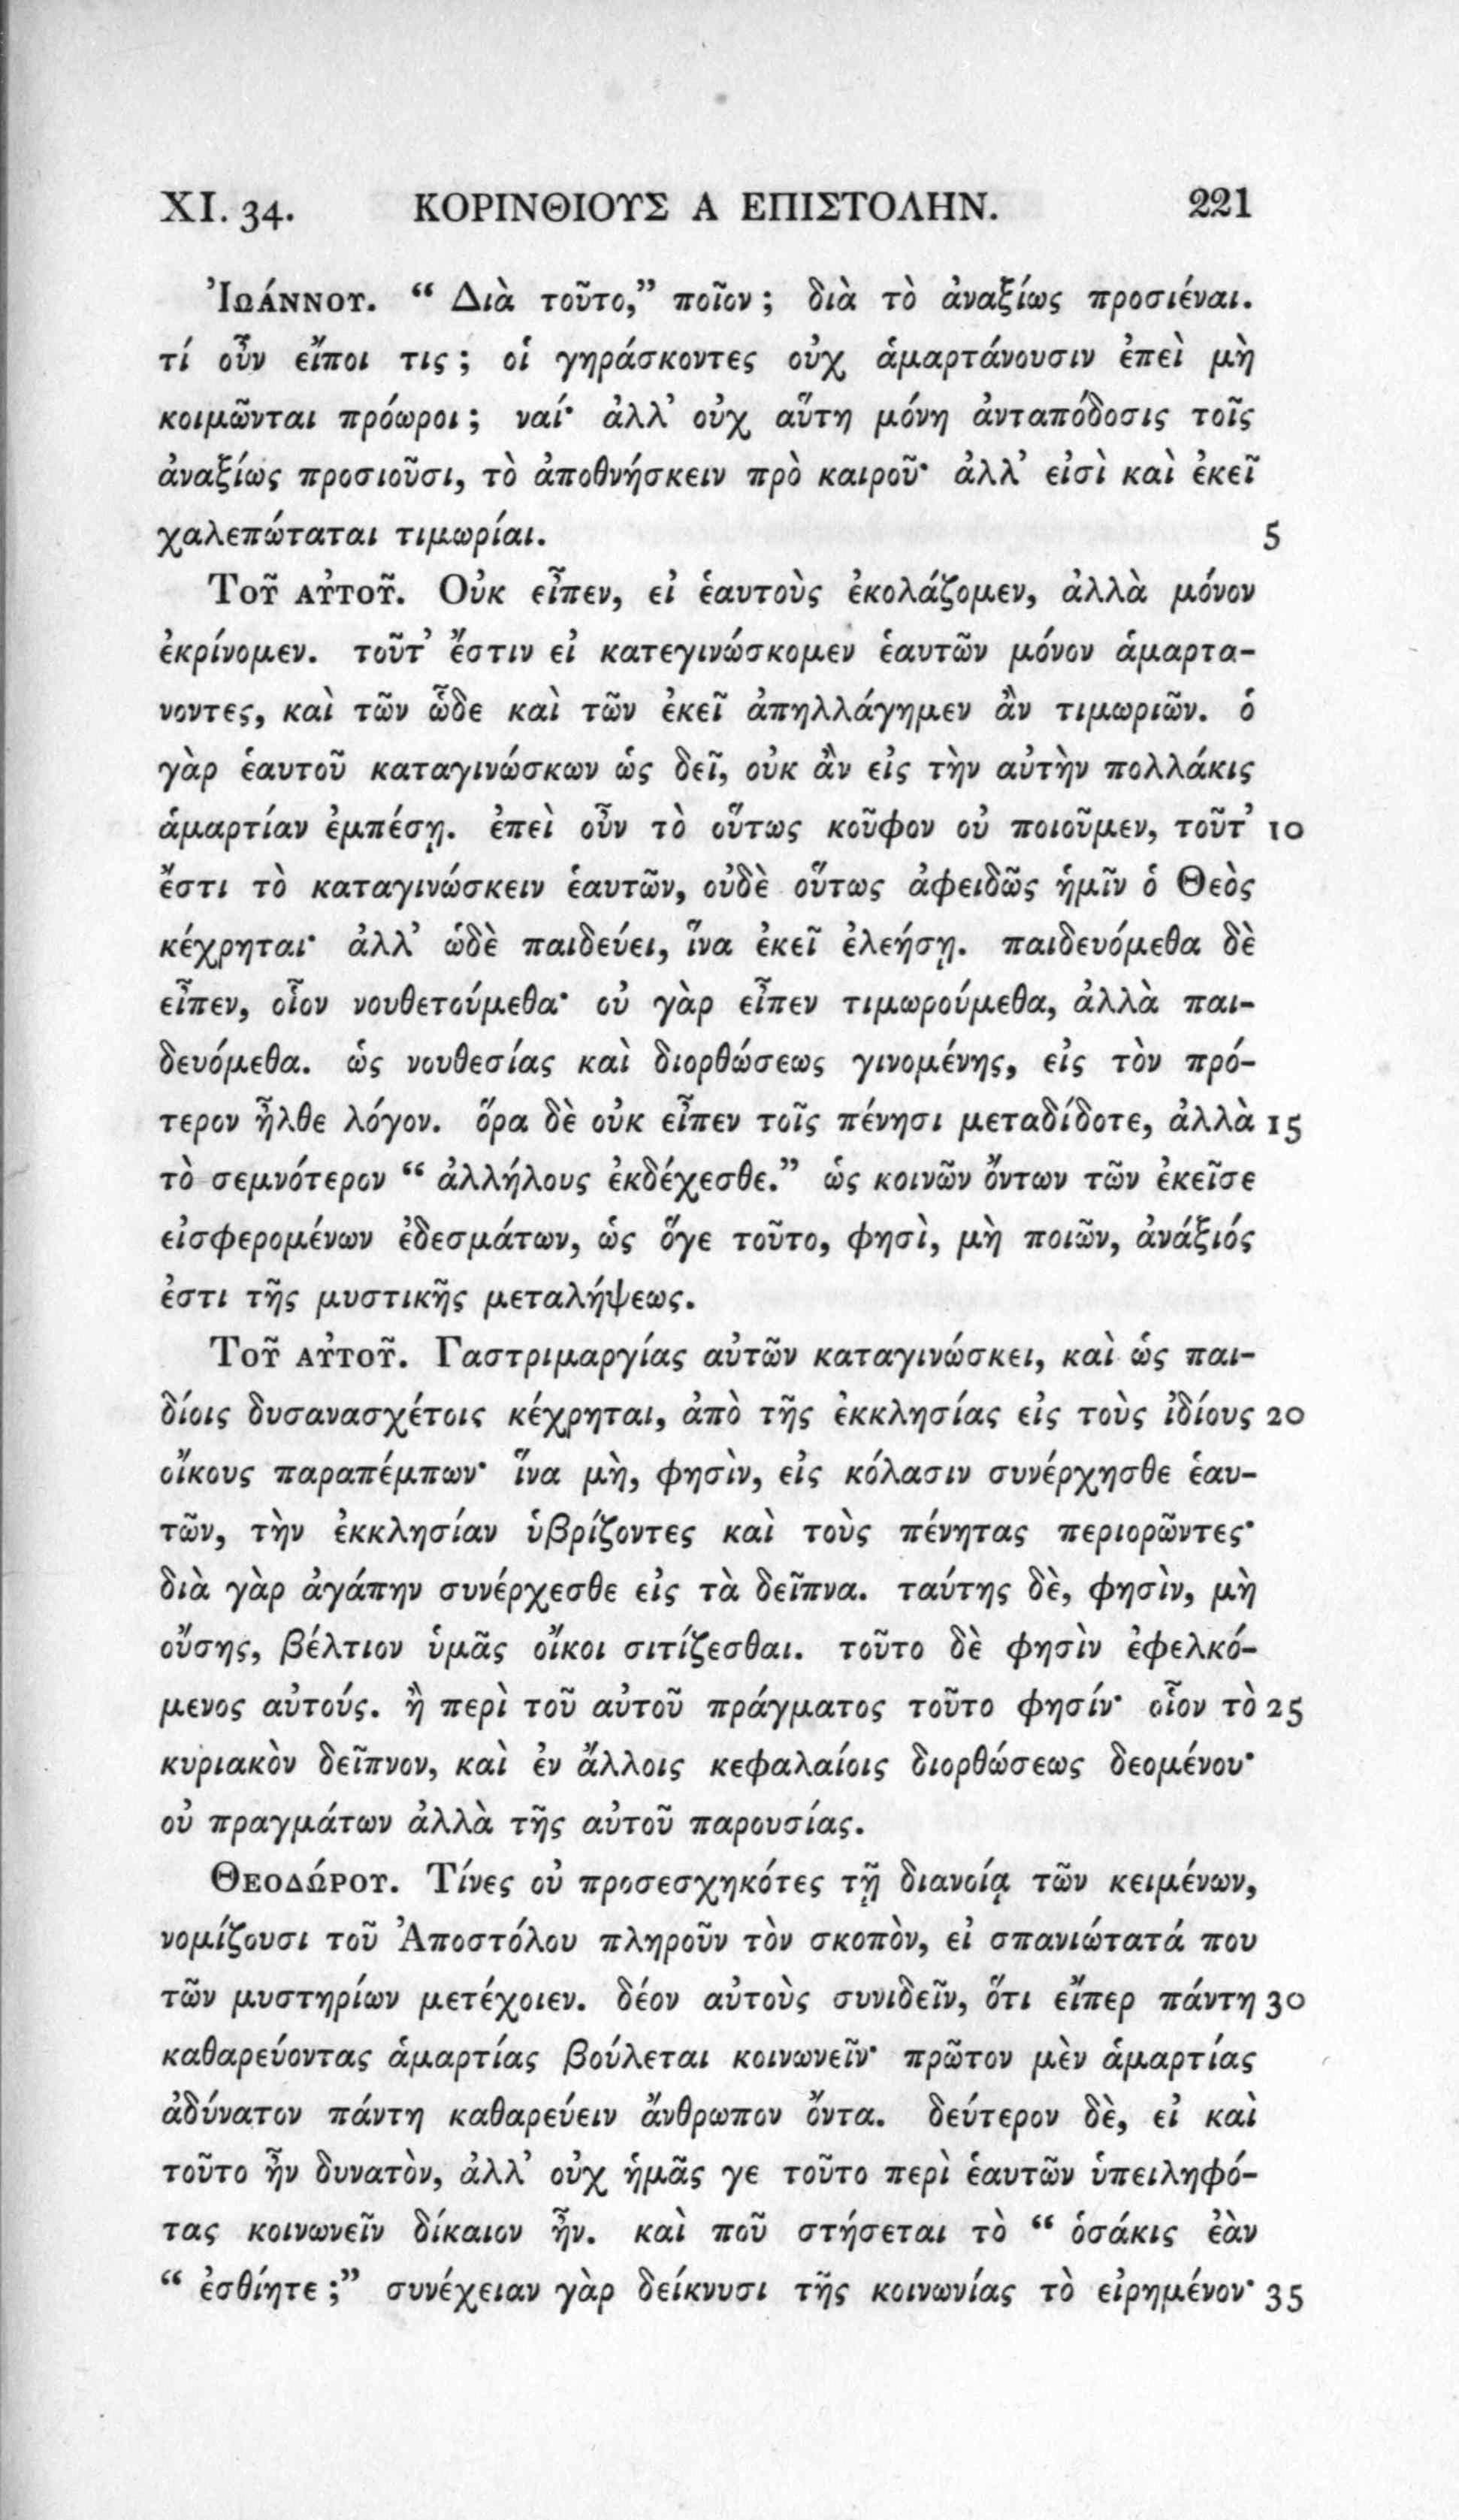 XI. 34. ΚΟΡΙΝΘΙΟΥΣ Α ΕΠΙΣΤΟΛΗΝ. 221
Ἰωάννου. “ Διὰ τοῦτο,” ποῖον ; διὰ τὸ ἀναξίως προσιέναι.
τί οὖν εἴποι τις ; οἱ γηράσκοντες οὐχ ἁμαρτάνουσιν ἐπεὶ μὴ
κοιμῶνται πρόωροι ; ναί· ἀλλ’ οὐχ αὕτη μόνη ἀνταπόδοσις τοῖς
ἀναξίως προσιοῦσι, τὸ ἀποθνήσκειν πρὸ καιροῦ· ἀλλ’ εἰσὶ καὶ ἐκεῖ
χαλεπώταται τιμωρίαι. 5
Τοῦ αὐτοῦ. Οὐκ εἶπεν, εἰ ἑαυτοὺς ἐκολάζομεν, ἀλλὰ μόνον
ἐκρίνομεν. τοῦτ’ ἔστιν εἰ κατεγινώσκομεν ἑαυτῶν μόνον ἁμαρτα-
νοντες, καὶ τῶν ὧδε καὶ τῶν ἐκεῖ ἀπηλλάγημεν ἂν τιμωριῶν. ὁ
γὰρ ἑαυτοῦ καταγινώσκων ὡς δεῖ, οὐκ ἂν εἰς τὴν αὐτὴν πολλάκις
ἁμαρτίαν ἐμπέσῃ. ἐπεὶ οὖν τὸ οὕτως κοῦφον οὐ ποιοῦμεν, τοῦτ’ 10
ἔστι τὸ καταγινώσκειν ἑαυτῶν, οὐδὲ οὕτως ἀφειδῶς ἡμῖν ὁ Θεὸς
κέχρηται· ἀλλ’ ὡδὲ παιδεύει, ἵνα ἐκεῖ ἐλεήσῃ. παιδευόμεθα δὲ
εἶπεν, οἷον νουθετούμεθα· οὐ γὰρ εἶπεν τιμωρούμεθα, ἀλλὰ παι-
δευόμεθα. ὡς νουθεσίας καὶ διορθώσεως γινομένης, εἰς τὸν πρό-
τερον ἦλθε λόγον. ὅρα δὲ οὐκ εἶπεν τοῖς πένησι μεταδίδοτε, ἀλλὰ 15
τὸ σεμνότερον “ ἀλλήλους ἐκδέχεσθε.” ὡς κοινῶν ὄντων τῶν ἐκεῖσε
εἰσφερομένων ἐδεσμάτων, ὡς ὅγε τοῦτο, φησὶ, μὴ ποιῶν, ἀνάξιός
ἐστι τῆς μυστικῆς μεταλήψεως.
Τοῦ αὐτοῦ. Γαστριμαργίας αὐτῶν καταγινώσκει, καὶ ὡς παι-
δίοις δυσανασχέτοις κέχρηται, ἀπὸ τῆς ἐκκλησίας εἰς τοὺς ἰδίους 20
οἴκους παραπέμπων· ἵνα μὴ, φησὶν, εἰς κόλασιν συνέρχησθε ἑαυ-
τῶν, τὴν ἐκκλησίαν ὑβρίζοντες καὶ τοὺς πένητας περιορῶντες·
διὰ γὰρ ἀγάπην συνέρχεσθε εἰς τὰ δεῖπνα. ταύτης δὲ, φησὶν, μὴ
οὔσης, βέλτιον ὑμᾶς οἴκοι σιτίζεσθαι. τοῦτο δὲ φησὶν ἐφελκό-
μενος αὐτούς. ἢ περὶ τοῦ αὐτοῦ πράγματος τοῦτο φησίν· οἷον τὸ 25
κυριακὸν δεῖπνον, καὶ ἐν ἄλλοις κεφαλαίοις διορθώσεως δεομένου·
οὐ πραγμάτων ἀλλὰ τῆς αὐτοῦ παρουσίας.
Θεοδώρου. Τίνες οὐ προσεσχηκότες τῇ διανοίᾳ τῶν κειμένων,
νομίζουσι τοῦ Ἀποστόλου πληροῦν τὸν σκοπὸν, εἰ σπανιώτατά που
τῶν μυστηρίων μετέχοιεν. δέον αὐτοὺς συνιδεῖν, ὅτι εἴπερ πάντη 30
καθαρεύοντας ἁμαρτίας βούλεται κοινωνεῖν· πρῶτον μὲν ἁμαρτίας
ἀδύνατον πάντη καθαρεύειν ἄνθρωπον ὄντα. δεύτερον δὲ, εἰ καὶ
τοῦτο ἦν δυνατὸν, ἀλλ’ οὐχ ἡμᾶς γε τοῦτο περὶ ἑαυτῶν ὑπειληφό-
τας κοινωνεῖν δίκαιον ἦν. καὶ ποῦ στήσεται τὸ “ ὁσάκις ἐὰν
“ ἐσθίητε ;” συνέχειαν γὰρ δείκνυσι τῆς κοινωνίας τὸ εἰρημένον· 35